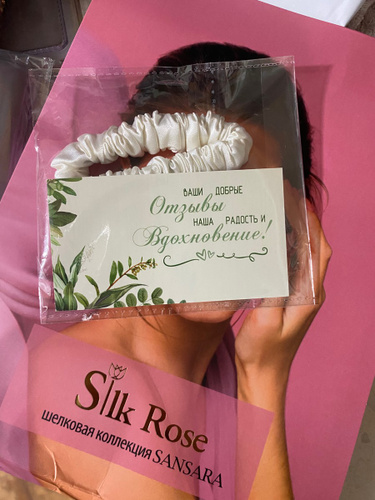 ВАШИ ДОБРЫЕ
Отзывы
НАША РАДОСТЬ И
Вдохновение!
Silk Rose
шелковая коллекция SANSARA